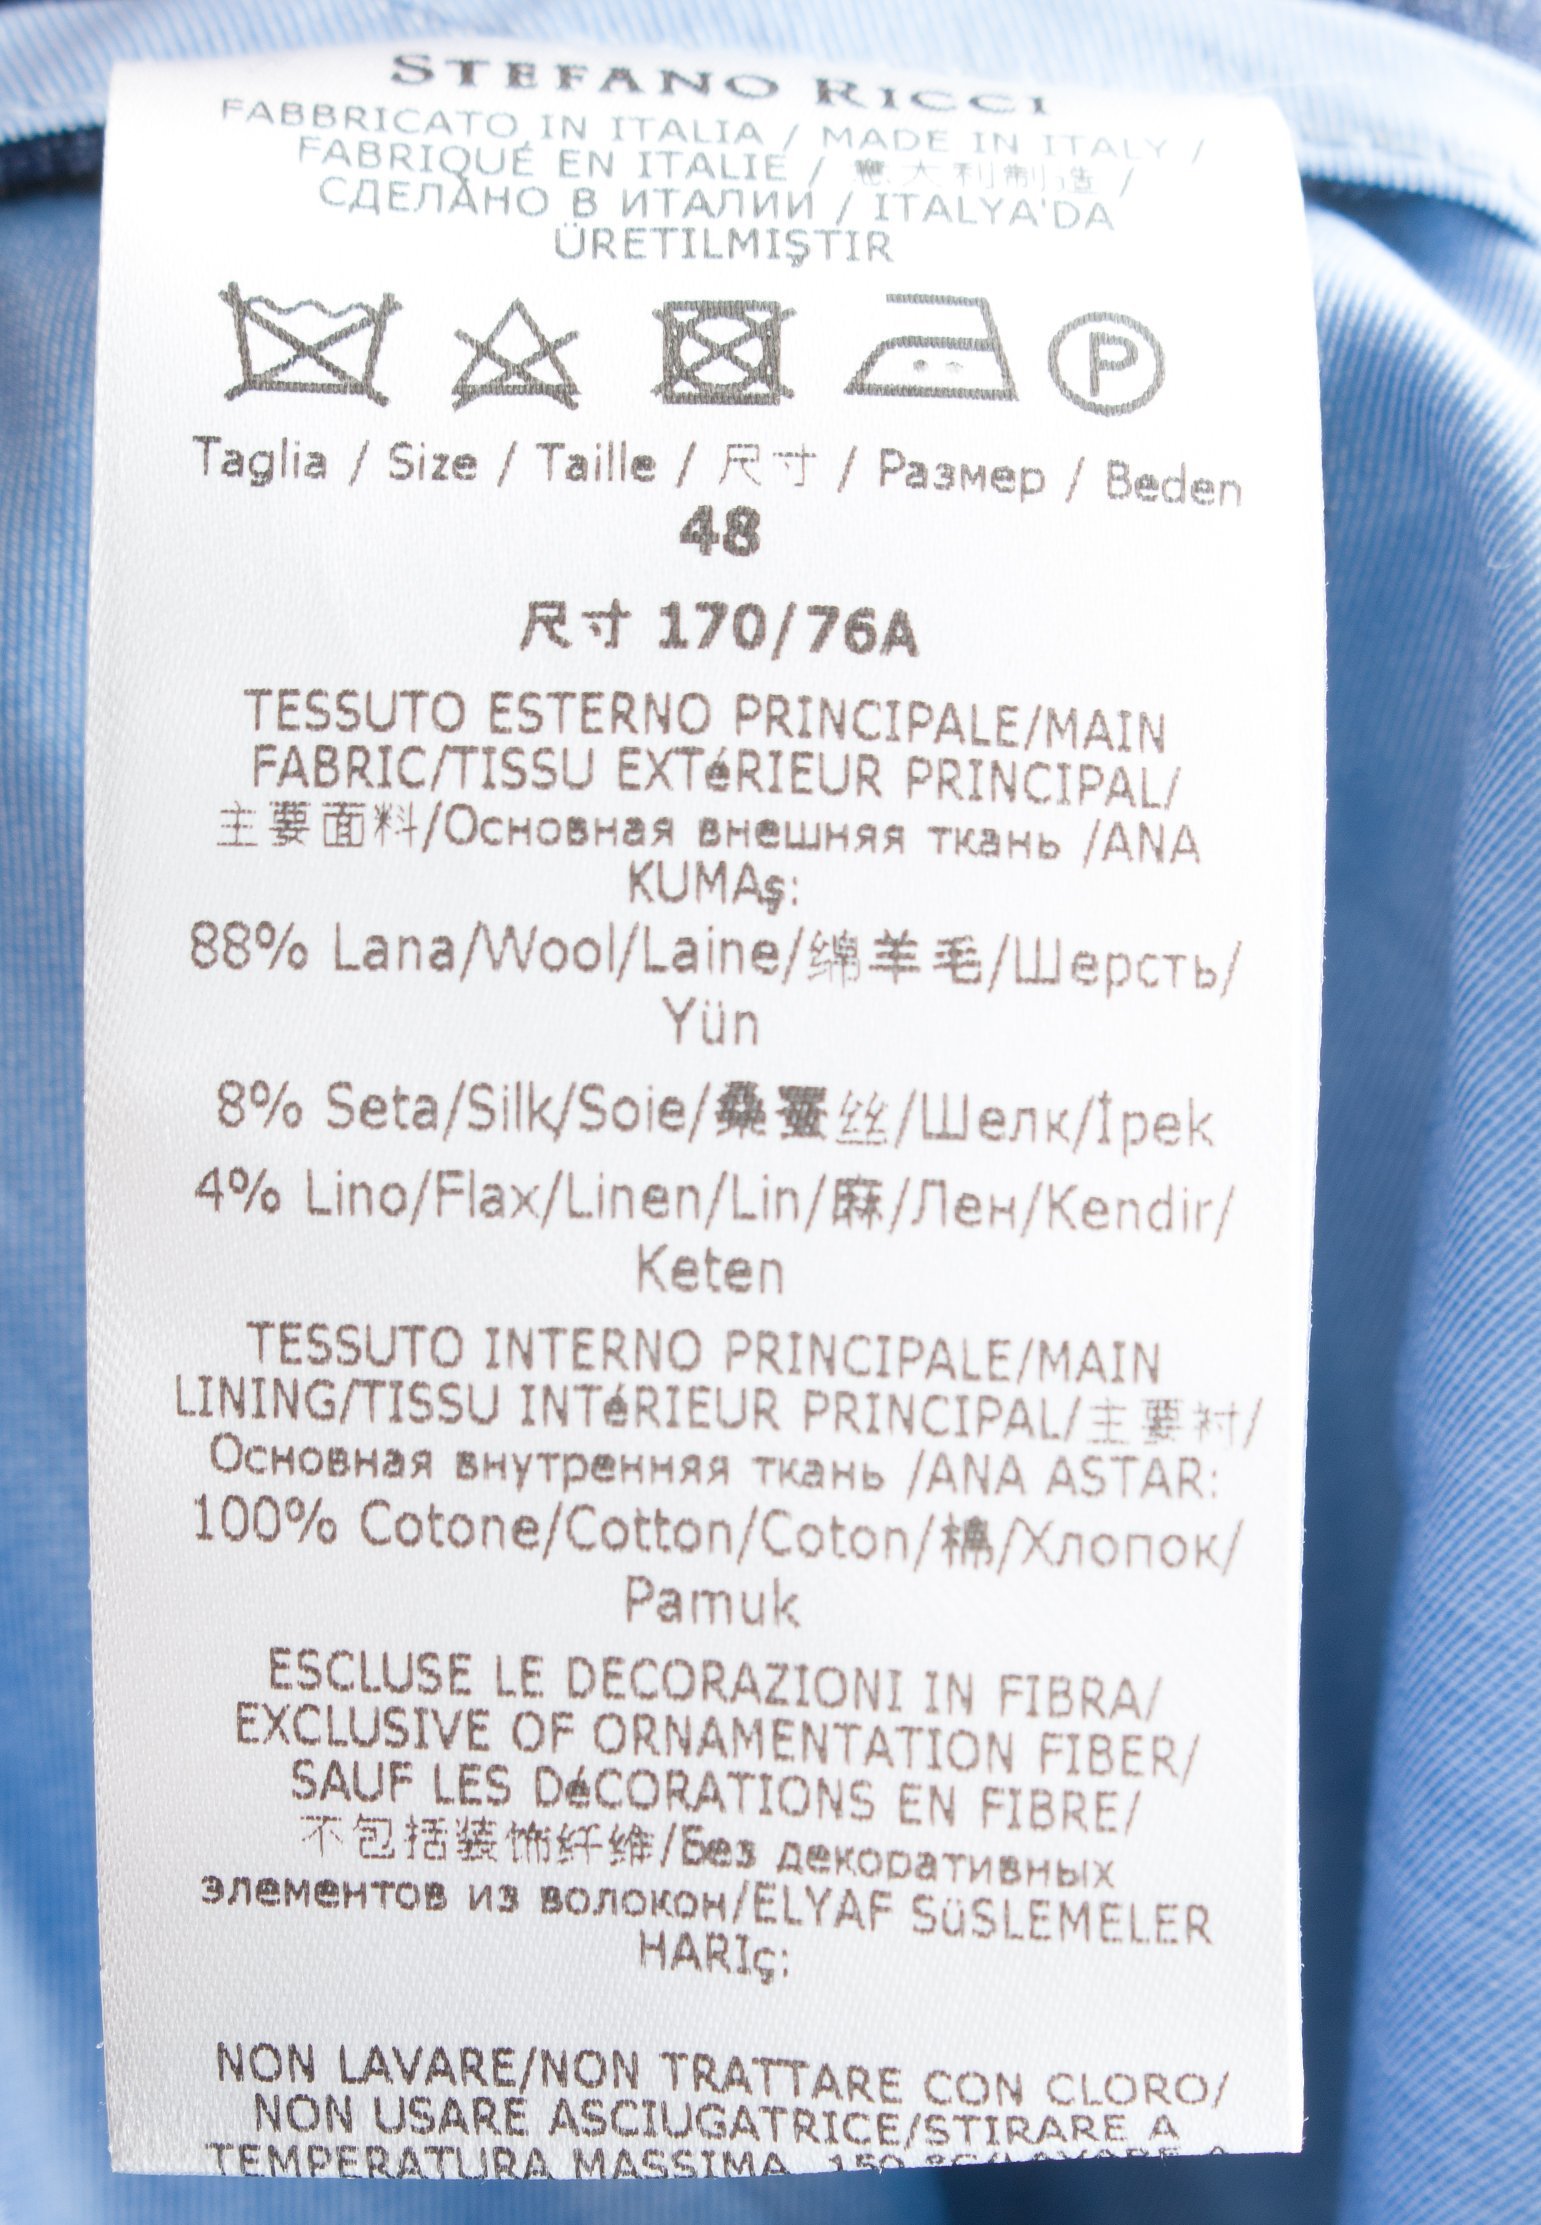 STEFANO RICCI
FABBRICATO IN ITALIA / MADE IN ITALY /
FABRIQUÉ EN ITALIE / 意大利制造 /
СДЕЛАНО В ИТАЛИИ / ITALYA'DA
ÜRETILMIŞTIR
P
Taglia / Size / Taille / 尺寸 / Размер / Beden
48
尺寸 170/76A
TESSUTO ESTERNO PRINCIPALE/MAIN
FABRIC/TISSU EXTéRIEUR PRINCIPAL/
主要面料/Основная внешняя ткань /ANA
KUMAş:
88% Lana/Wool/Laine/绵羊毛/Шерсть/
Yün
8% Seta/Silk/Soie/桑蚕丝/Шелк/İpek
4% Lino/Flax/Linen/Lin/麻/Лен/Kendir/
Keten
TESSUTO INTERNO PRINCIPALE/MAIN
LINING/TISSU INTéRIEUR PRINCIPAL/主要衬/
Основная внутренняя ткань /ANA ASTAR:
100% Cotone/Cotton/Coton/棉/Хлопок/
Pamuk
ESCLUSE LE DECORAZIONI IN FIBRA/
EXCLUSIVE OF ORNAMENTATION FIBER/
SAUF LES DéCORATIONS EN FIBRE/
不包括装饰纤维/Без декоративных
элементов из волокон/ELYAF SüSLEMELER
HARIç:
NON LAVARE/NON TRATTARE CON CLORO/
NON USARE ASCIUGATRICE/STIRARE A
TEMPERATURA MASSIMA